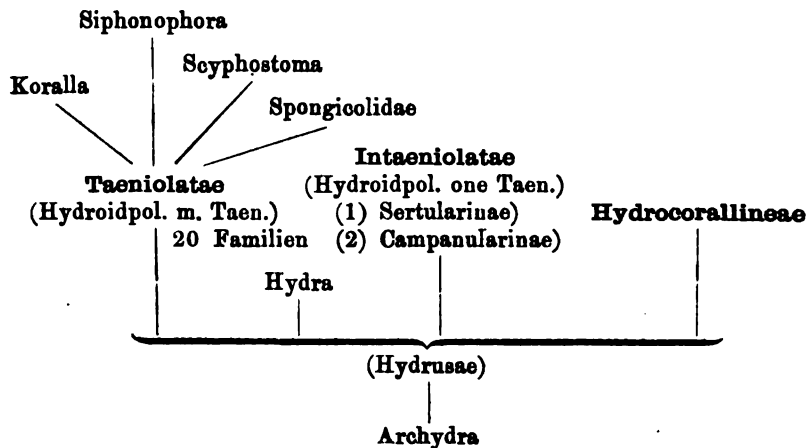 Siphonophora
Scyphostoma
Koralla
Spongicolidae
Intaeniolatae
Taeniolatae
(Hydroidpol. one Taen.)
(Hydroidpol. m. Taen.)
(1) Sertularinae)
Hydrocorallineae
20 Familien
(2) Campanularinae)
Hydra
(Hydrusae)
Archydra